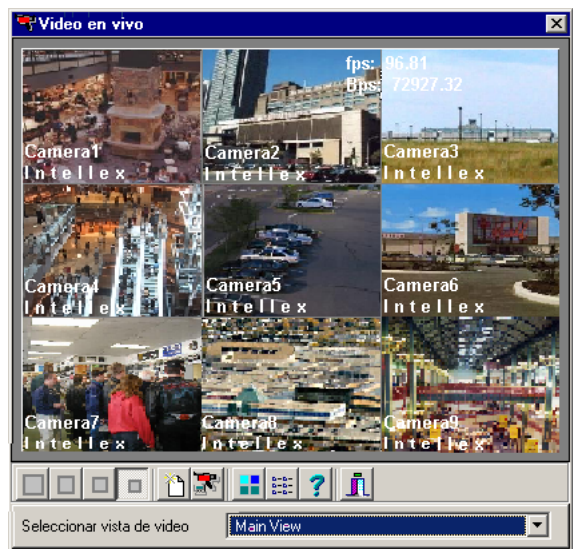 Video en vivo
fps: 96.81
Bps: 72927.32
Camera1
Intellex
Camera2
Intellex
Camera3
Intellex
Camera4
Intellex
Camera5
Intellex
Camera6
Intellex
Camera7
Intellex
Camera8
Intellex
Camera9
Intellex
?
Seleccionar vista de video
Main View